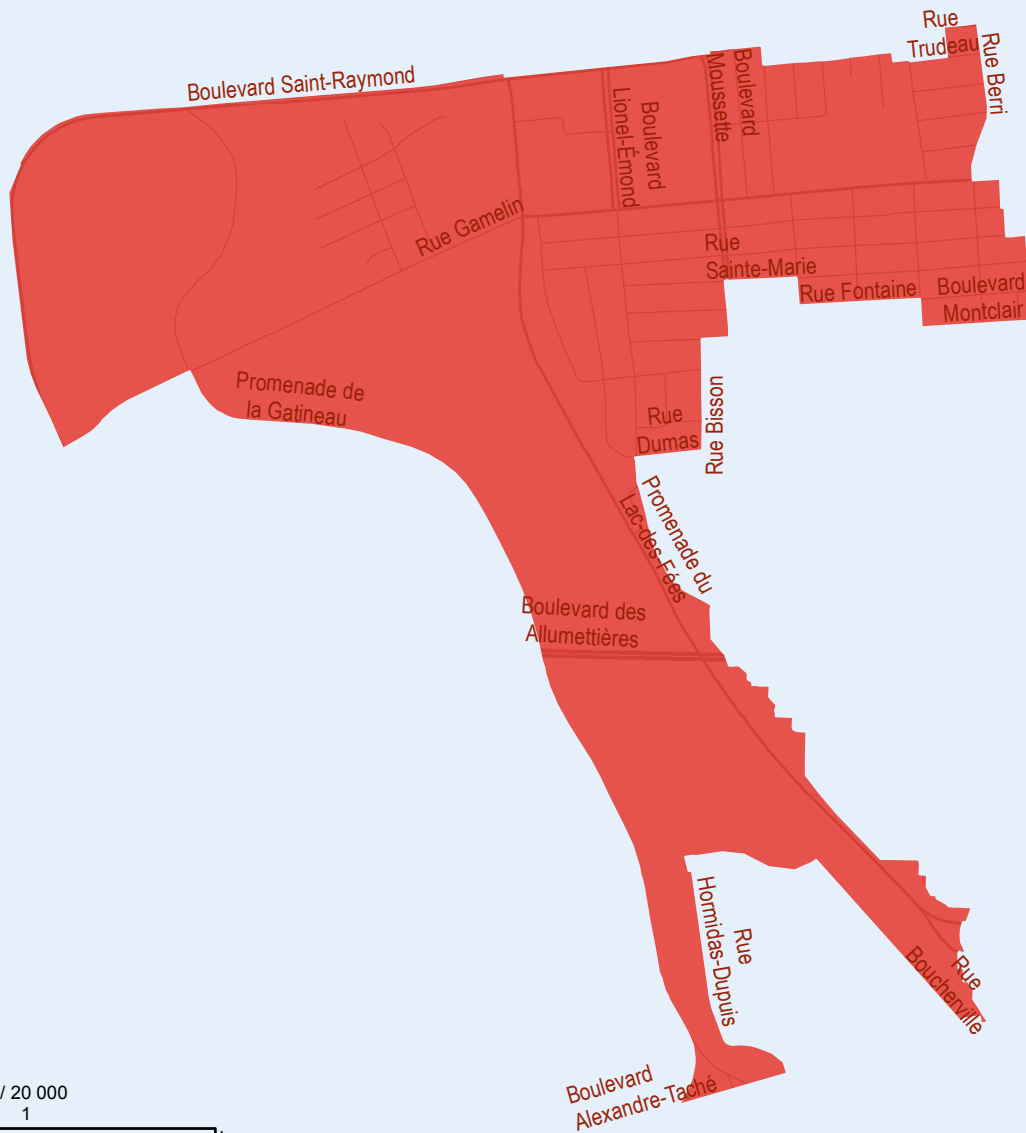 Rue
Trudeau
Rue Berri
Boulevard Saint-Raymond
Boulevard
Moussette
Boulevard
Lionel-Émond
Rue Gamelin
Rue
Sainte-Marie
Rue Fontaine
Boulevard
Montclair
Promenade de
la Gatineau
Rue
Dumas
Rue Bisson
Promenade du
Lac-des-Fées
Boulevard des
Allumettières
Rue
Hormidas-Dupuis
Rue
Boucherville
Boulevard
Alexandre-Taché
/ 20 000
1